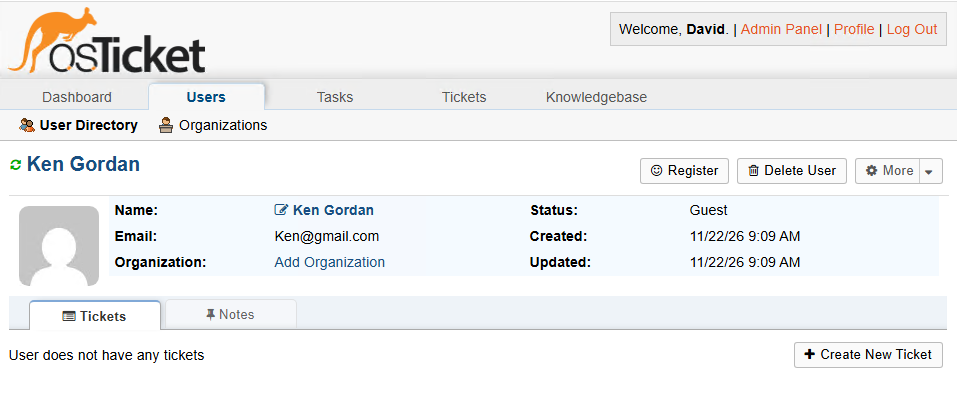 osTicket
Welcome, David. | Admin Panel | Profile | Log Out
Dashboard Users Tasks Tickets Knowledgebase
User Directory Organizations
Ken Gordan
Register Delete User More
Name: Ken Gordan Status: Guest
Email: Ken@gmail.com Created: 11/22/26 9:09 AM
Organization: Add Organization Updated: 11/22/26 9:09 AM
Tickets Notes
User does not have any tickets Create New Ticket